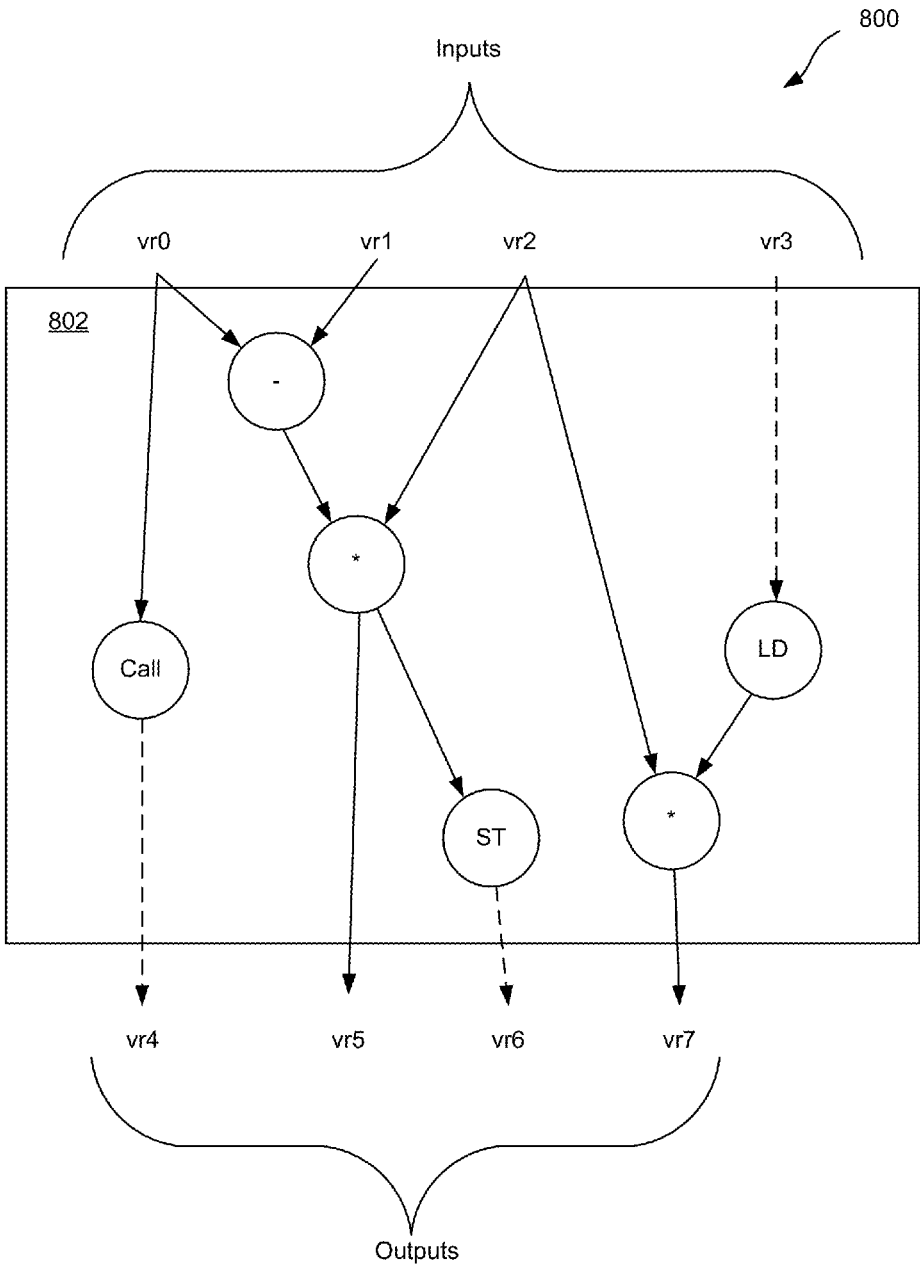 800
Inputs
vr0 vr1 vr2 vr3
802
-
*
Call
LD
ST
*
vr4 vr5 vr6 vr7
Outputs